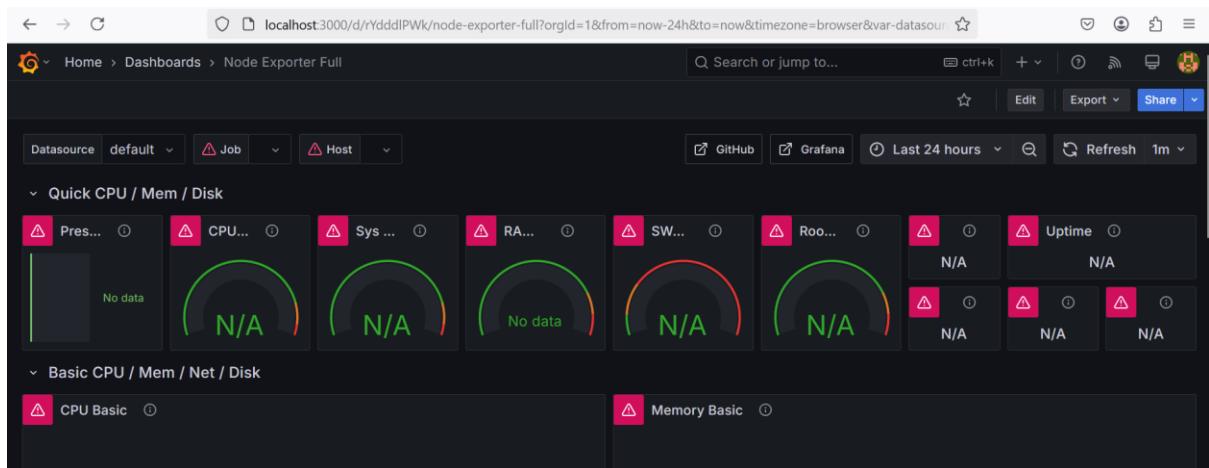 localhost:3000/d/rYdddlPWk/node-exporter-full?orgId=1&from=now-24h&to=now&timezone=browser&var-datasour
Home › Dashboards › Node Exporter Full
Search or jump to...
ctrl+k
Edit
Export
Share
Datasource default
Job
Host
GitHub
Grafana
Last 24 hours
Refresh 1m
Quick CPU / Mem / Disk
Pres... CPU... Sys ... RA... SW... Roo... Uptime
N/A N/A
No data N/A N/A No data N/A N/A N/A N/A N/A
Basic CPU / Mem / Net / Disk
CPU Basic Memory Basic